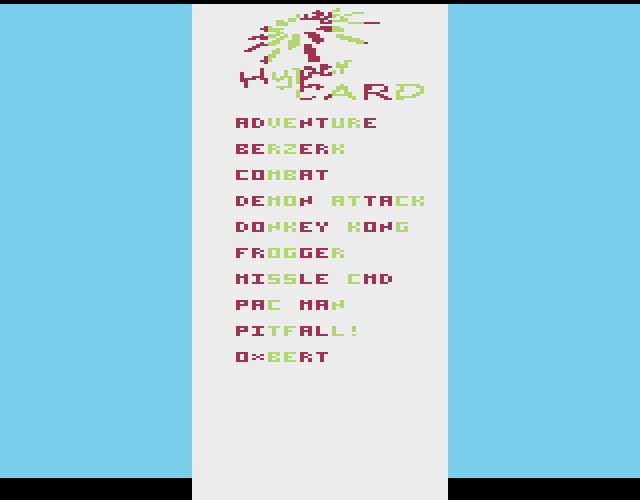 Hyper
CARD
ADVENTURE
BERZERK
COMBAT
DEMON ATTACK
DONKEY KONG
FROGGER
MISSLE CMD
PAC MAN
PITFALL!
Q*BERT